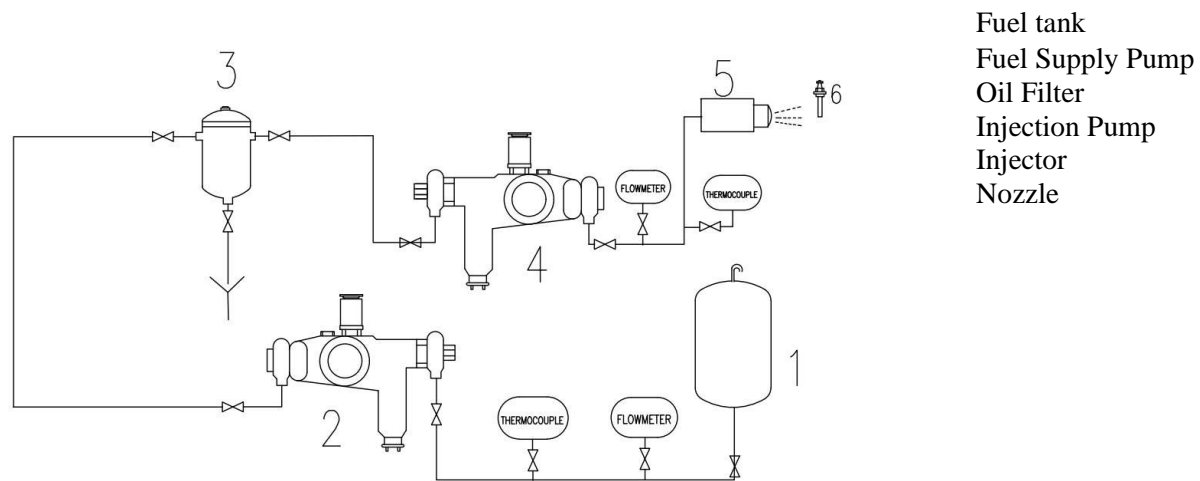 3
5
6
Fuel tank
Fuel Supply Pump
Oil Filter
Injection Pump
Injector
Nozzle
FLOWMETER
THERMOCOUPLE
4
2
1
THERMOCOUPLE
FLOWMETER